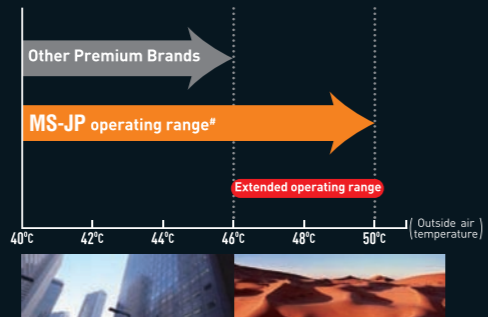 Other Premium Brands
MS-JP operating range#
Extended operating range
40°C 42°C 44°C 46°C 48°C 50°C
(Outside air
temperature)